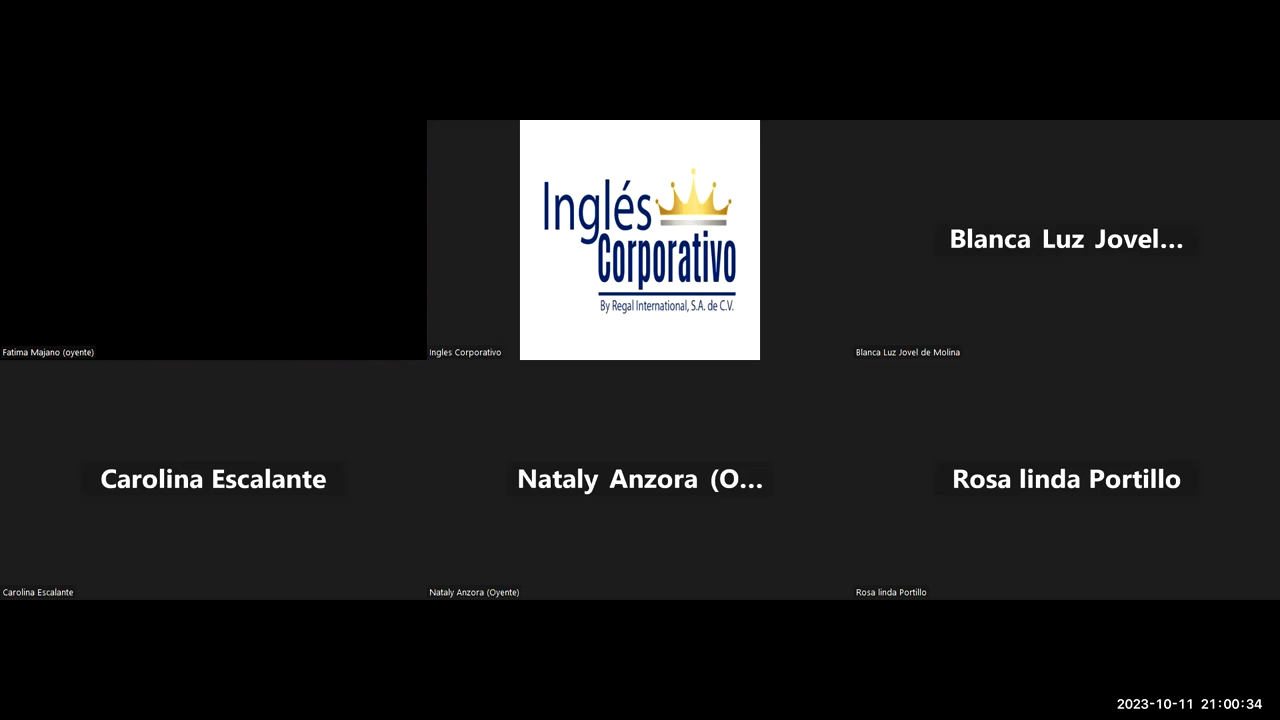 Inglés
Corporativo
By Regal International, S.A. de C.V.
Blanca Luz Jovel...
Fatima Majano (oyente)
Ingles Corporativo
Blanca Luz Jovel de Molina
Carolina Escalante
Nataly Anzora (O...
Rosa linda Portillo
Carolina Escalante
Nataly Anzora (Oyente)
Rosa linda Portillo
2023-10-11 21:00:34